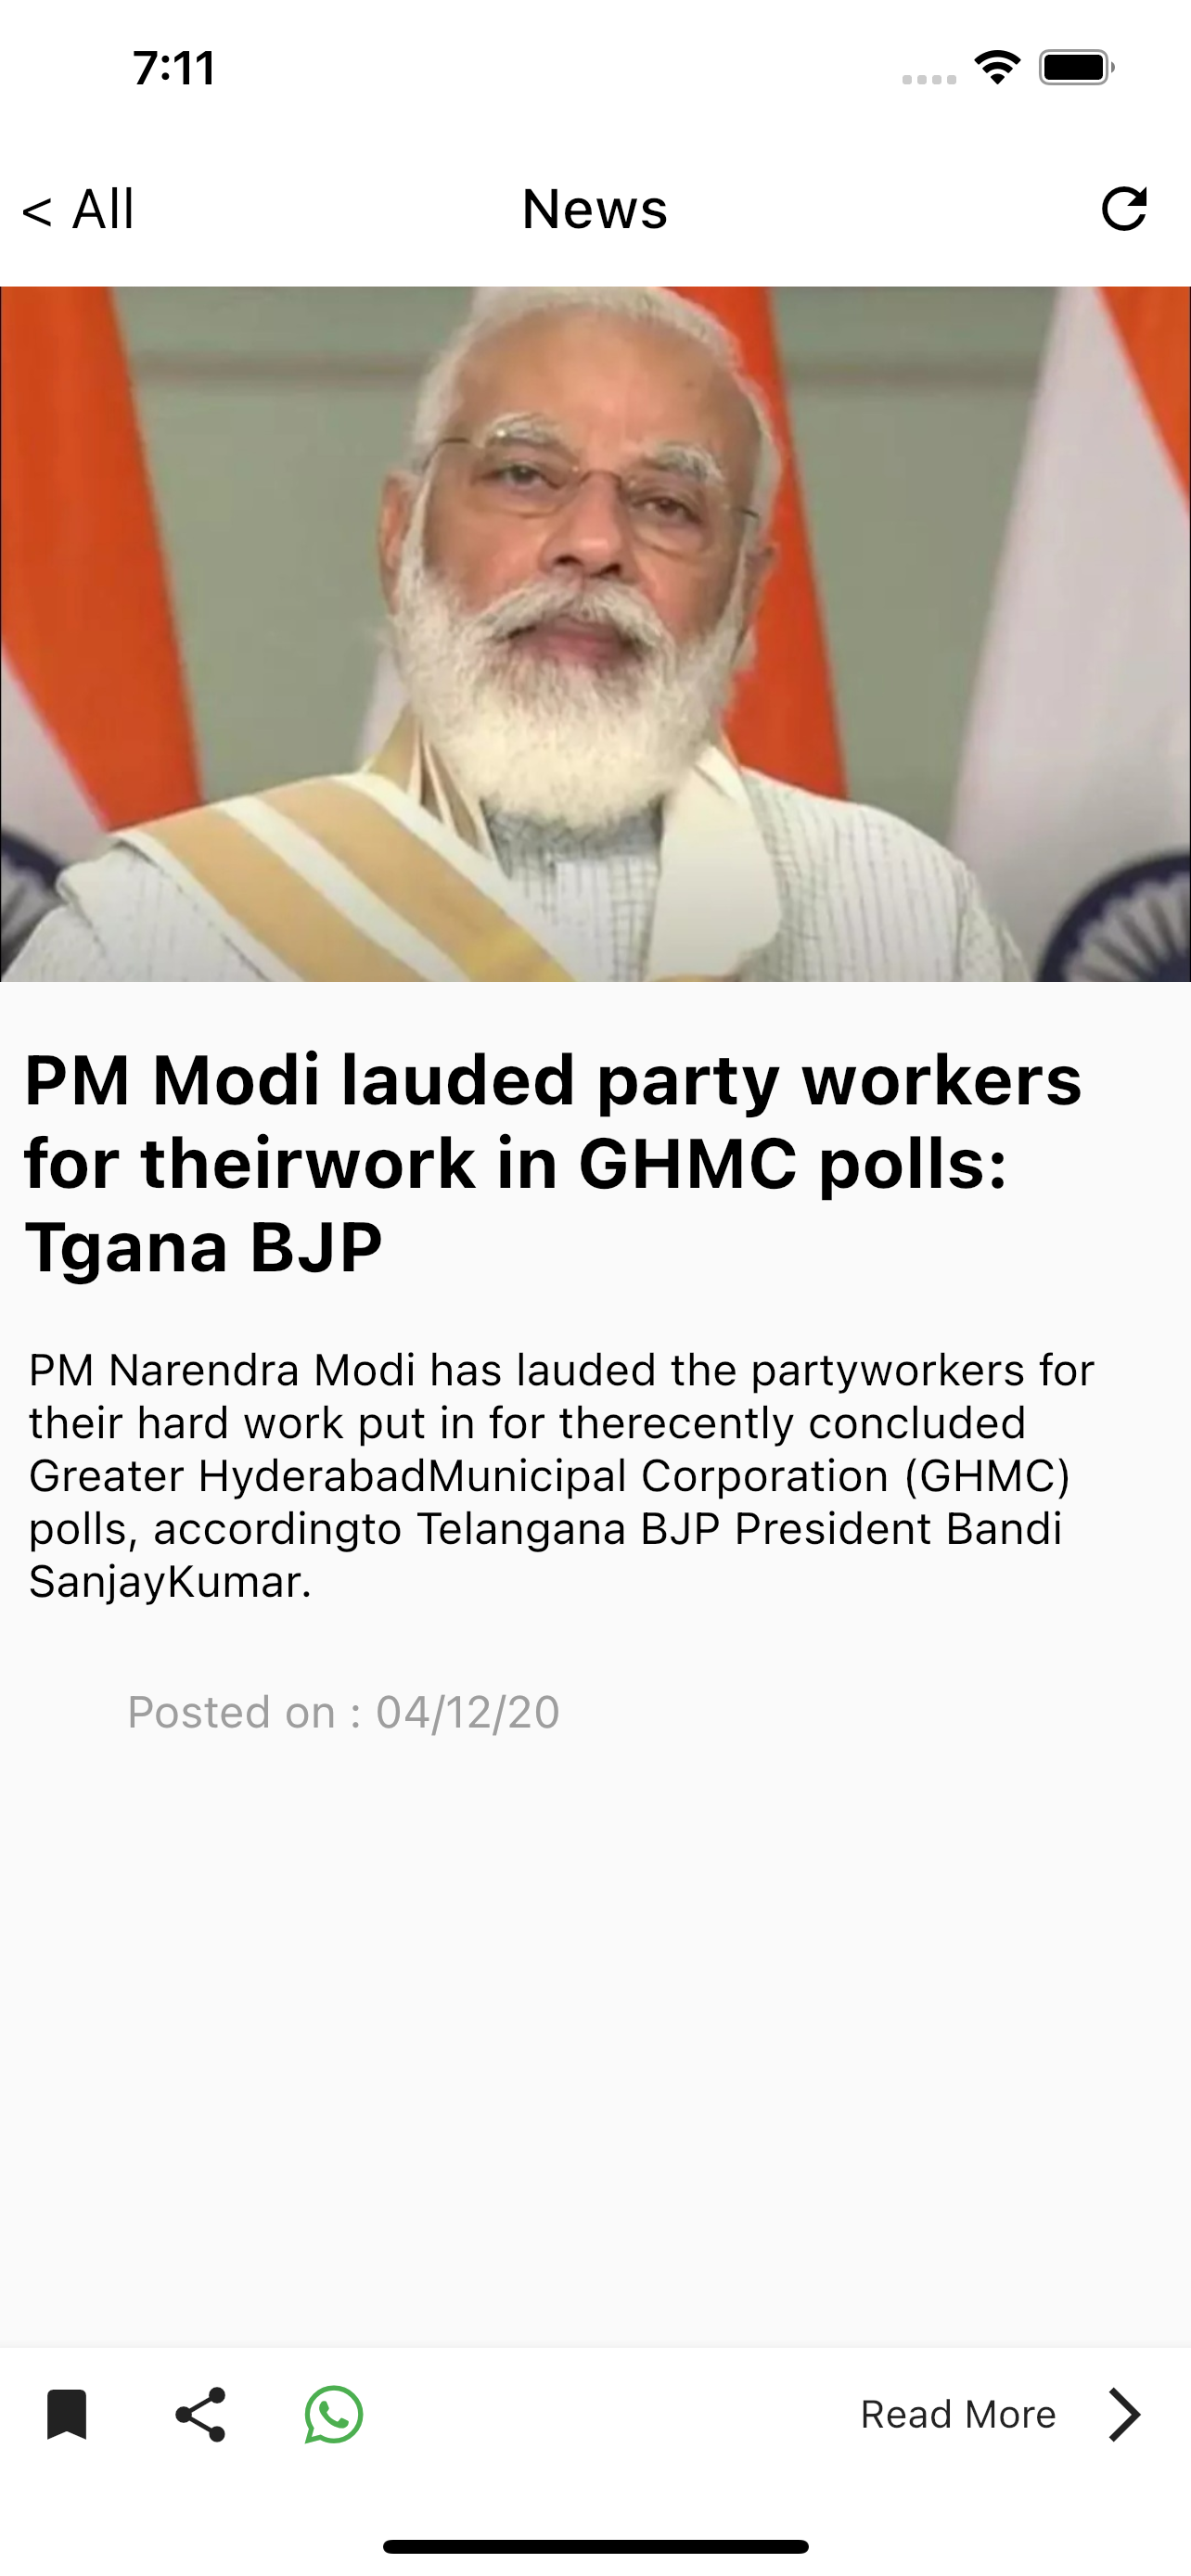 7:11
< All
News
PM Modi lauded party workers
for theirwork in GHMC polls:
Tgana BJP
PM Narendra Modi has lauded the partyworkers for
their hard work put in for therecently concluded
Greater HyderabadMunicipal Corporation (GHMC)
polls, accordingto Telangana BJP President Bandi
SanjayKumar.
Posted on : 04/12/20
Read More